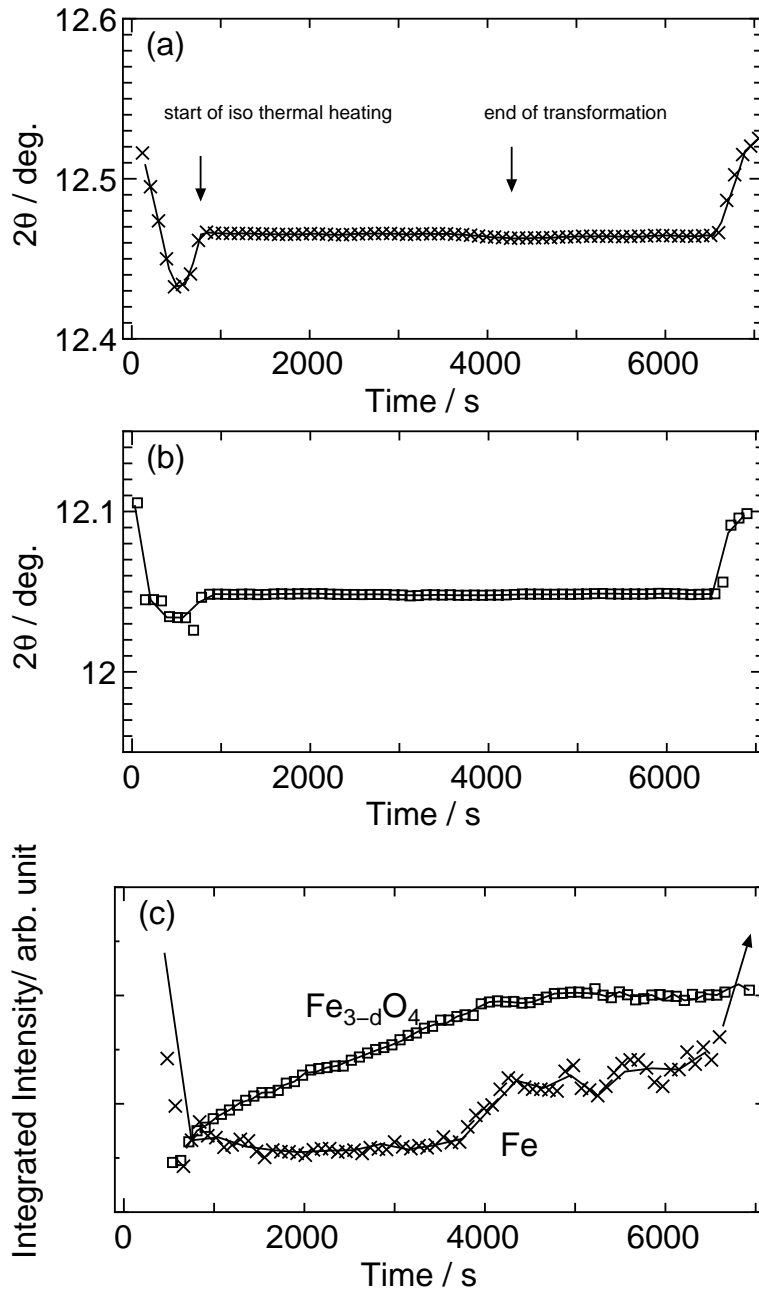 12.6
(a)
start of iso thermal heating
end of transformation
12.5
2θ / deg.
12.4
0 2000 4000 6000
Time / s
(b)
12.1
2θ / deg.
12
0 2000 4000 6000
Time / s
(c)
Integrated Intensity/ arb. unit
Fe3−dO4
Fe
0 2000 4000 6000
Time / s